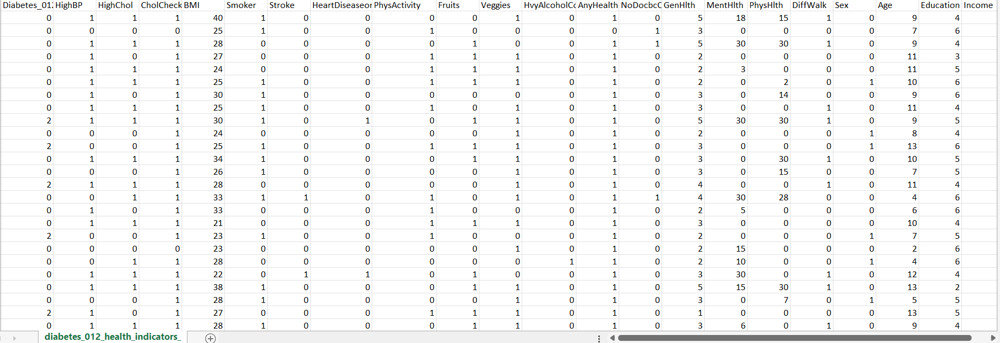 Diabetes_012 HighBP HighChol CholCheck BMI Smoker Stroke HeartDiseaseor PhysActivity Fruits Veggies HvyAlcoholCo AnyHealth NoDocbcC GenHlth MentHlth PhysHlth DiffWalk Sex Age Education Income
0 1 1 1 40 1 0 0 0 0 1 0 1 0 5 18 15 1 0 9 4
0 0 0 0 25 1 0 0 1 0 0 0 0 1 3 0 0 0 0 7 6
0 1 1 1 28 0 0 0 0 1 0 0 1 1 5 30 30 1 0 9 4
0 1 0 1 27 0 0 0 1 1 1 0 1 0 2 0 0 0 0 11 3
0 1 1 1 24 0 0 0 1 1 1 0 1 0 2 3 0 0 0 11 5
0 1 1 1 25 1 0 0 1 1 1 0 1 0 2 0 2 0 1 10 6
0 1 0 1 30 1 0 0 0 0 0 0 1 0 3 0 14 0 0 9 6
0 1 1 1 25 1 0 0 1 0 1 0 1 0 3 0 0 1 0 11 4
2 1 1 1 30 1 0 1 0 1 1 0 1 0 5 30 30 1 0 9 5
0 0 0 1 24 0 0 0 0 0 1 0 1 0 2 0 0 0 1 8 4
2 0 0 1 25 1 0 0 1 1 1 0 1 0 3 0 0 0 1 13 6
0 1 1 1 34 1 0 0 0 1 1 0 1 0 3 0 30 1 0 10 5
0 0 0 1 26 1 0 0 0 0 1 0 1 0 3 0 15 0 0 7 5
2 1 1 1 28 0 0 0 0 0 1 0 1 0 4 0 0 1 0 11 4
0 0 1 1 33 1 1 0 1 0 1 0 1 1 4 30 28 0 0 4 6
0 1 0 1 33 0 0 0 1 0 0 0 1 0 2 5 0 0 0 6 6
0 1 1 1 21 0 0 0 1 1 1 0 1 0 3 0 0 0 0 10 4
2 0 0 1 23 1 0 0 1 0 0 0 1 0 2 0 0 0 1 7 5
0 0 0 0 23 0 0 0 0 0 1 0 1 0 2 15 0 0 0 2 6
0 0 1 1 28 0 0 0 0 0 0 1 1 0 2 10 0 0 1 4 6
0 1 1 1 22 0 1 1 0 1 0 0 1 0 3 30 0 1 0 12 4
0 1 1 1 38 1 0 0 0 1 1 0 1 0 5 15 30 1 0 13 2
0 0 0 1 28 1 0 0 0 0 1 0 1 0 3 0 7 0 1 5 5
2 1 0 1 27 0 0 0 1 1 1 0 1 0 1 0 0 0 0 13 5
0 1 1 1 28 1 0 0 0 1 1 0 1 0 3 6 0 1 0 9 4
diabetes_012_health_indicators_